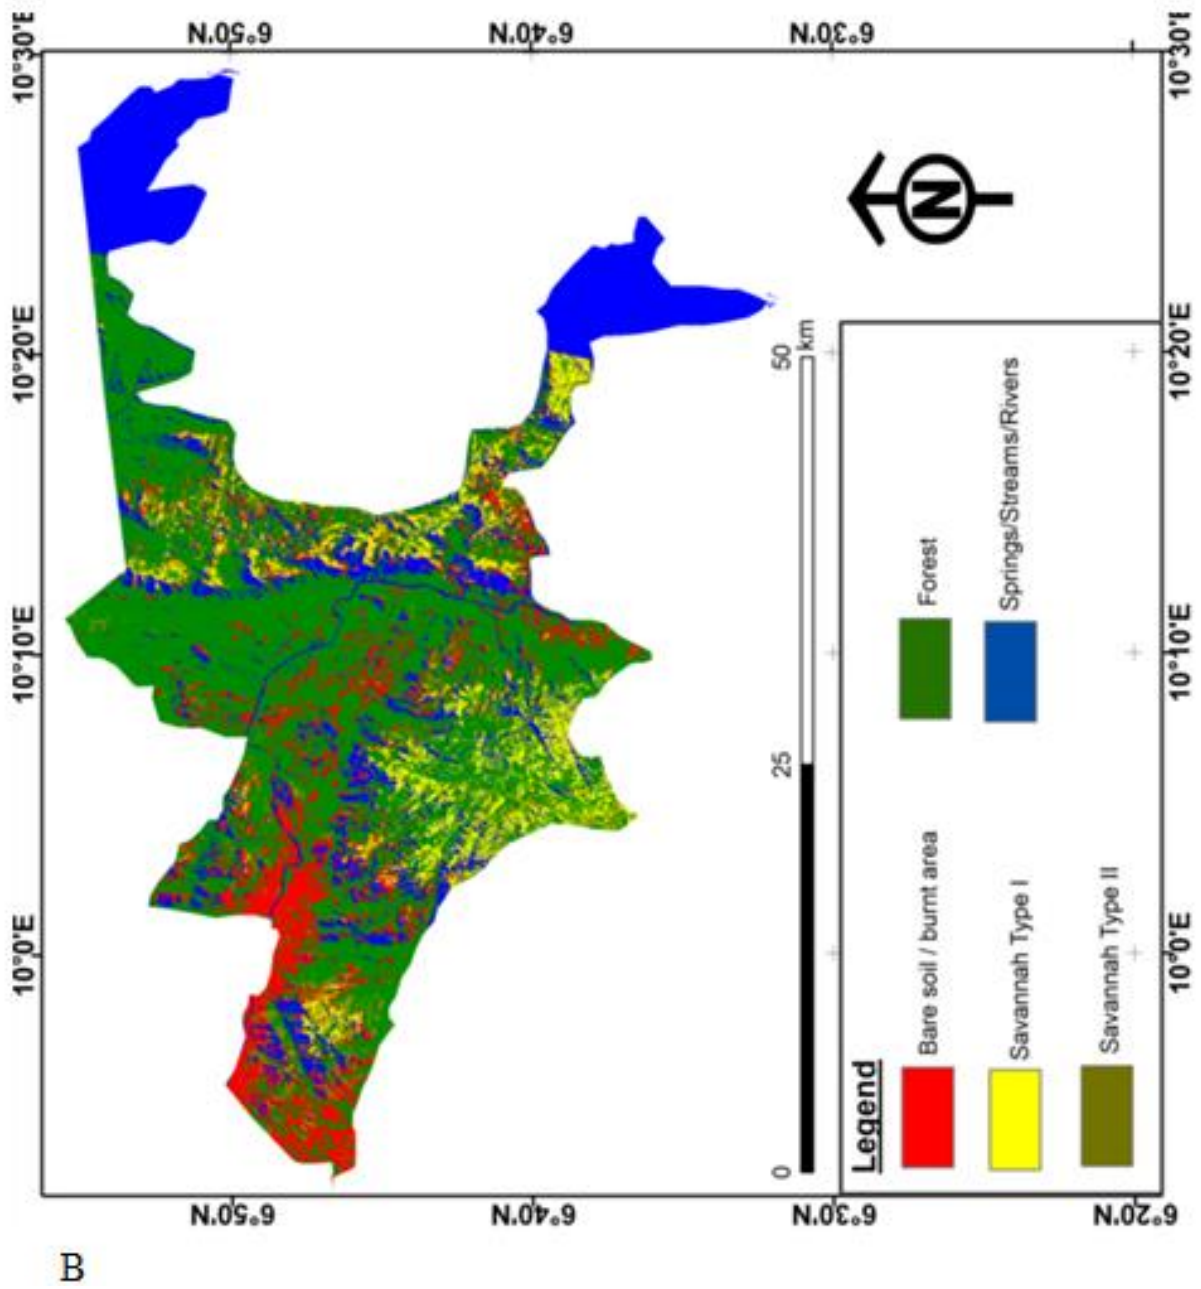 B
10°0'E 10°10'E 10°20'E 10°30'E
6°50'N 6°50'N
6°40'N 6°40'N
0 25 50
km
6°30'N 6°30'N
N
Legend
Bare soil / burnt area Forest
Savannah Type I Springs/Streams/Rivers
Savannah Type II
6°20'N
10°0'E 10°10'E 10°20'E 10°30'E